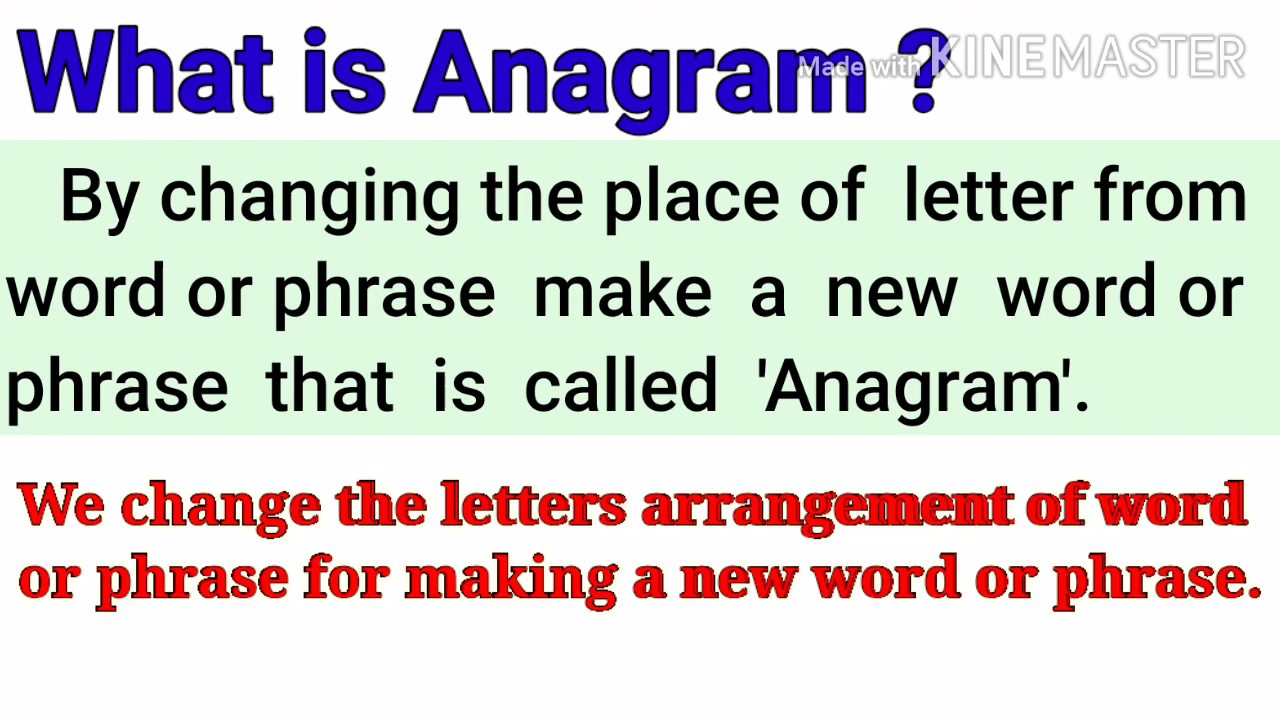 What is Anagram ?
Made with KINEMASTER
By changing the place of letter from
word or phrase make a new word or
phrase that is called 'Anagram'.
We change the letters arrangement of word
or phrase for making a new word or phrase.